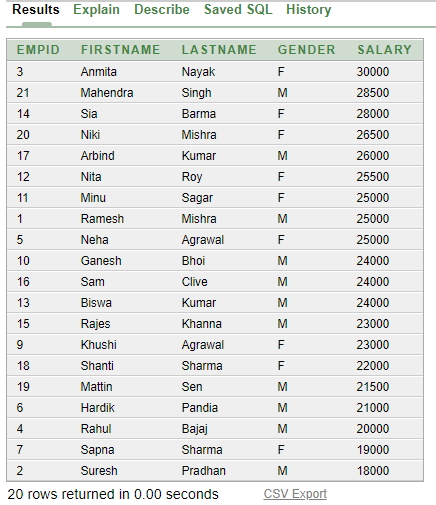 Results Explain Describe Saved SQL History
EMPID FIRSTNAME LASTNAME GENDER SALARY
3 Anmita Nayak F 30000
21 Mahendra Singh M 28500
14 Sia Barma F 28000
20 Niki Mishra F 26500
17 Arbind Kumar M 26000
12 Nita Roy F 25500
11 Minu Sagar F 25000
1 Ramesh Mishra M 25000
5 Neha Agrawal F 25000
10 Ganesh Bhoi M 24000
16 Sam Clive M 24000
13 Biswa Kumar M 24000
15 Rajes Khanna M 23000
9 Khushi Agrawal F 23000
18 Shanti Sharma F 22000
19 Mattin Sen M 21500
6 Hardik Pandia M 21000
4 Rahul Bajaj M 20000
7 Sapna Sharma F 19000
2 Suresh Pradhan M 18000
20 rows returned in 0.00 seconds CSV Export